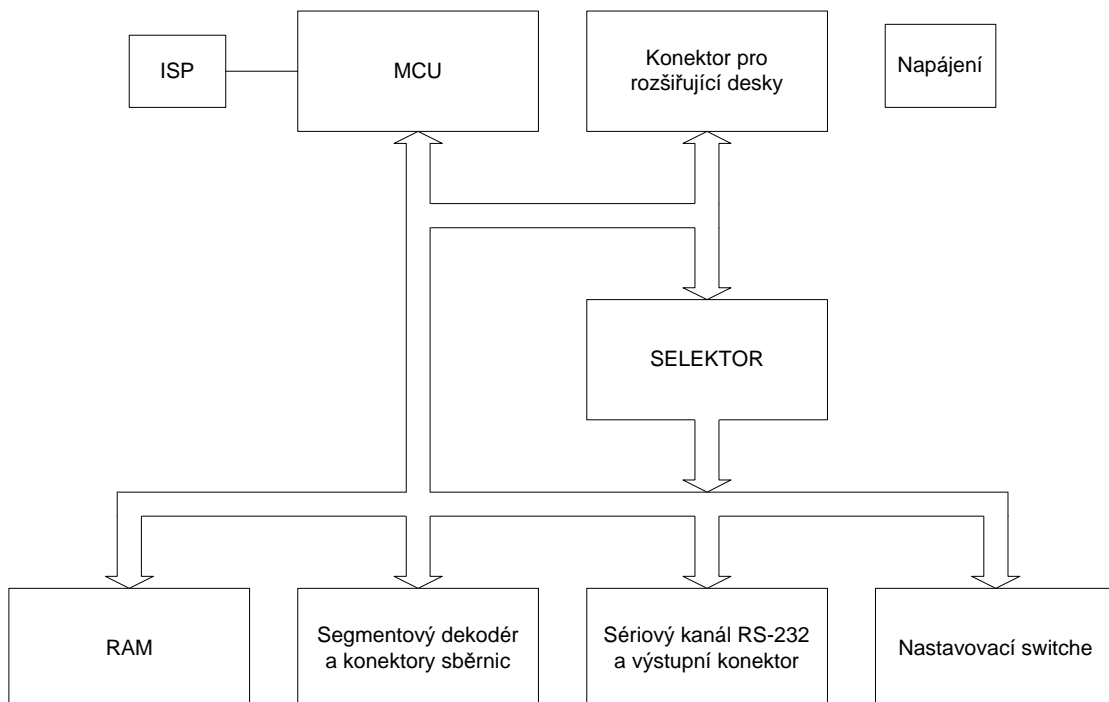 ISP
MCU
Konektor pro
rozšiřující desky
Napájení
SELEKTOR
RAM
Segmentový dekodér
a konektory sběrnic
Sériový kanál RS-232
a výstupní konektor
Nastavovací switche